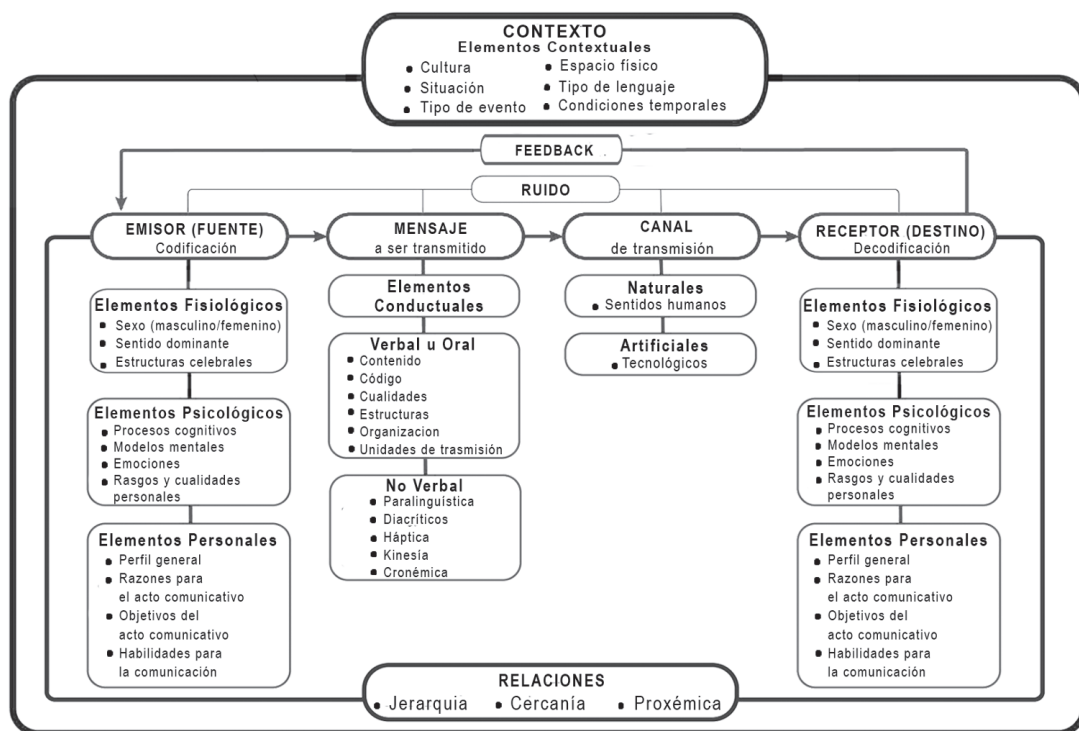 CONTEXTO
Elementos Contextuales
• Cultura
• Situación
• Tipo de evento
• Espacio físico
• Tipo de lenguaje
• Condiciones temporales
FEEDBACK
RUIDO
EMISOR (FUENTE)
Codificación
MENSAJE
a ser transmitido
CANAL
de transmisión
RECEPTOR (DESTINO)
Decodificación
Elementos Fisiológicos
• Sexo (masculino/femenino)
• Sentido dominante
• Estructuras celebrales
Elementos Psicológicos
• Procesos cognitivos
• Modelos mentales
• Emociones
• Rasgos y cualidades
personales
Elementos Personales
• Perfil general
• Razones para
el acto comunicativo
• Objetivos del
acto comunicativo
• Habilidades para
la comunicación
Elementos
Conductuales
Verbal u Oral
• Contenido
• Código
• Cualidades
• Estructuras
• Organizacion
• Unidades de trasmisión
No Verbal
• Paralinguística
• Diacríticos
• Háptica
• Kinesía
• Cronémica
Naturales
• Sentidos humanos
Artificiales
• Tecnológicos
Elementos Fisiológicos
• Sexo (masculino/femenino)
• Sentido dominante
• Estructuras celebrales
Elementos Psicológicos
• Procesos cognitivos
• Modelos mentales
• Emociones
• Rasgos y cualidades
personales
Elementos Personales
• Perfil general
• Razones para
el acto comunicativo
• Objetivos del
acto comunicativo
• Habilidades para
la comunicación
RELACIONES
• Jerarquia • Cercanía • Proxémica